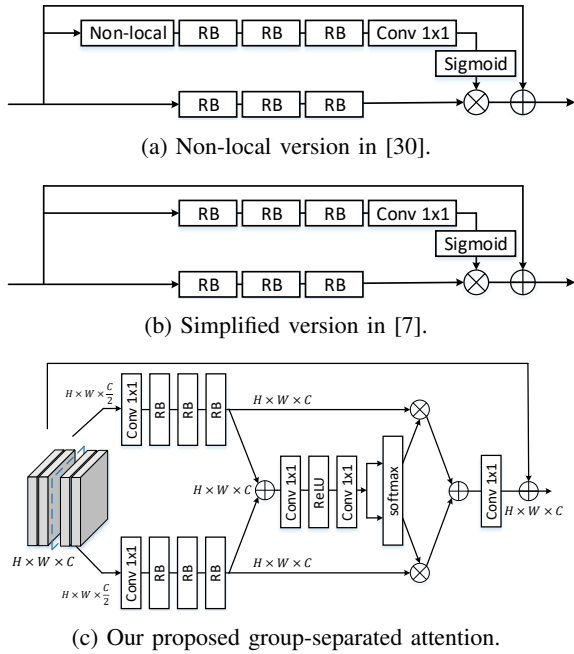 Non-local RB RB RB Conv 1x1
Sigmoid
RB RB RB
(a) Non-local version in [30].
RB RB RB Conv 1x1
Sigmoid
RB RB RB
(b) Simplified version in [7].
H × W × C/2
Conv 1x1 RB RB RB
H × W × C
H × W × C
Conv 1x1 ReLU Conv 1x1 softmax
Conv 1x1
H × W × C
H × W × C
H × W × C/2
Conv 1x1 RB RB RB
H × W × C
(c) Our proposed group-separated attention.